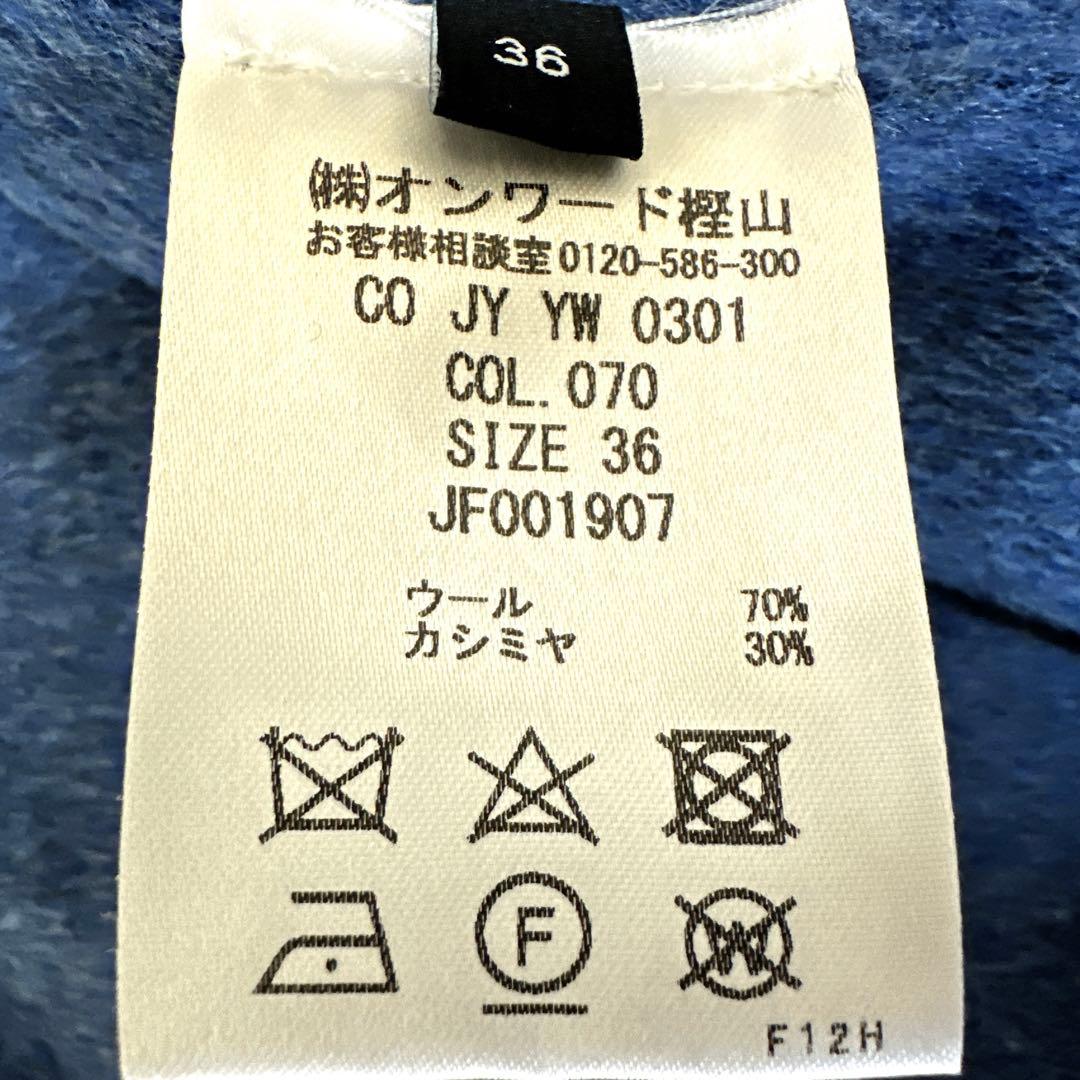 36
㈱オンワード樫山
お客様相談室0120-586-300
CO JY YW 0301
COL. 070
SIZE 36
JF001907
ウール 70%
カシミヤ 30%
F
W
F12H